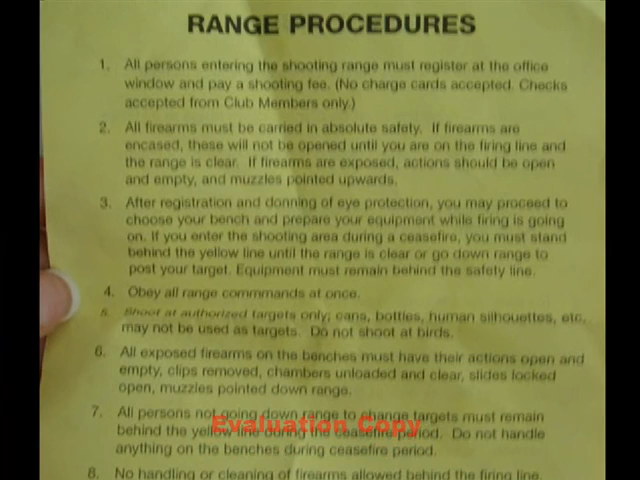 RANGE PROCEDURES
1. All persons entering the shooting range must register at the office
window and pay a shooting fee. (No charge cards accepted. Checks
accepted from Club Members only.)
2. All firearms must be carried in absolute safety. If firearms are
encased, these will not be opened until you are on the firing line and
the range is clear. If firearms are exposed, actions should be open
and empty, and muzzles pointed upwards.
3. After registration and donning of eye protection, you may proceed to
choose your bench and prepare your equipment while firing is going
on. If you enter the shooting area during a ceasefire, you must stand
behind the yellow line until the range is clear or go down range to
post your target. Equipment must remain behind the safety line.
4. Obey all range commmands at once.
5. Shoot at authorized targets only; cans, bottles, human silhouettes, etc.
may not be used as targets. Do not shoot at birds.
6. All exposed firearms on the benches must have their actions open and
empty, clips removed, chambers unloaded and clear, slides locked
open, muzzles pointed down range.
7. All persons not going down range to change targets must remain
Evaluation Copy
behind the yellow line during the ceasefire period. Do not handle
anything on the benches during ceasefire period.
8. No handling or cleaning of firearms allowed behind the firing line.